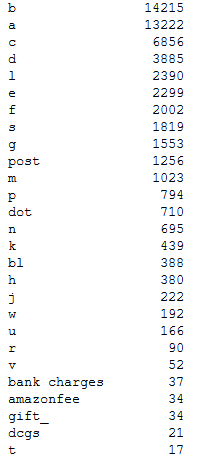 b 14215
a 13222
c 6856
d 3885
l 2390
e 2299
f 2002
s 1819
g 1553
post 1256
m 1023
p 794
dot 710
n 695
k 439
bl 388
h 380
j 222
w 192
u 166
r 90
v 52
bank charges 37
amazonfee 34
gift_ 34
dcgs 21
t 17